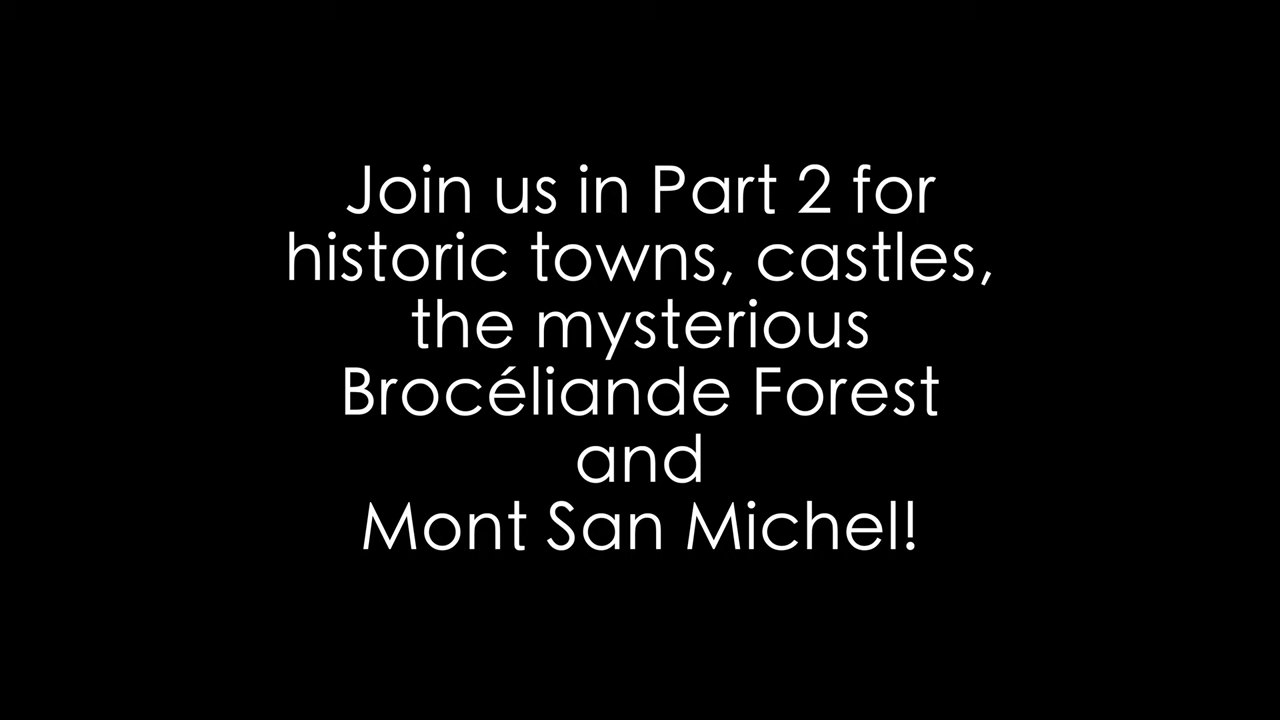 Join us in Part 2 for
historic towns, castles,
the mysterious
Brocéliande Forest
and
Mont San Michel!